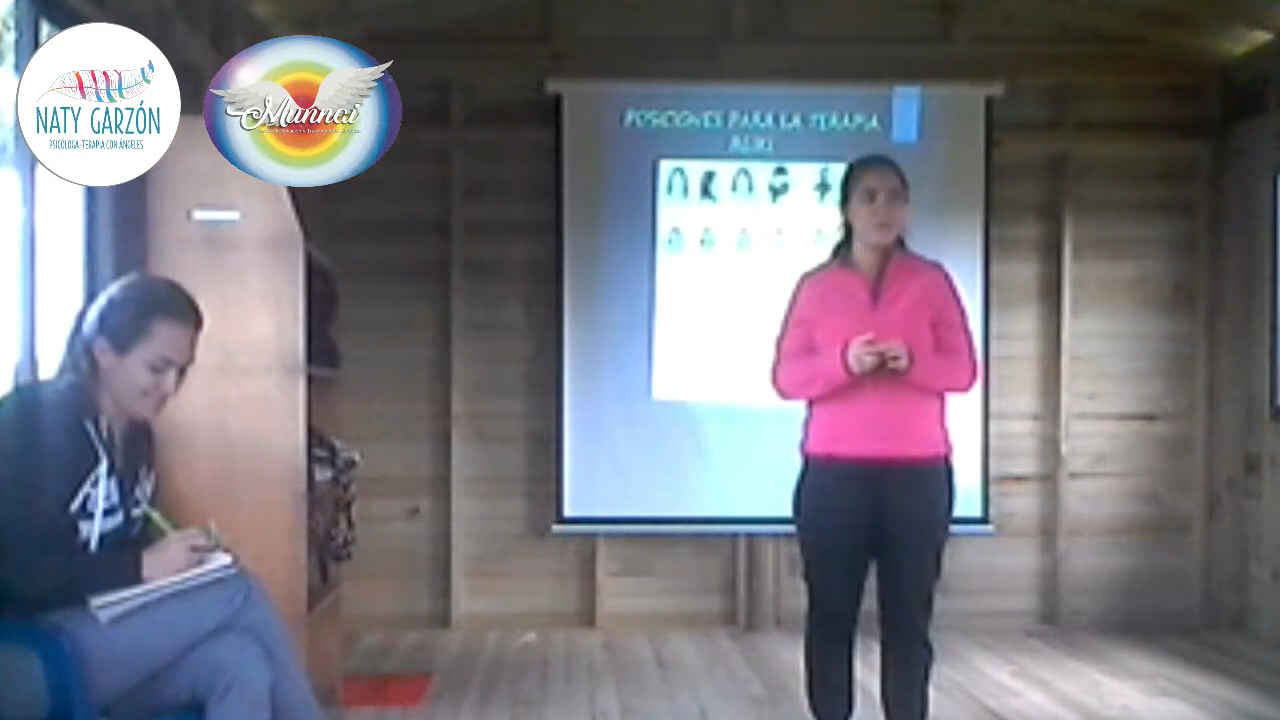 NATY GARZÓN
PSICÓLOGA-TERAPIA CON ÁNGELES
Munnai
POSICIONES PARA LA TERAPIA
REIKI